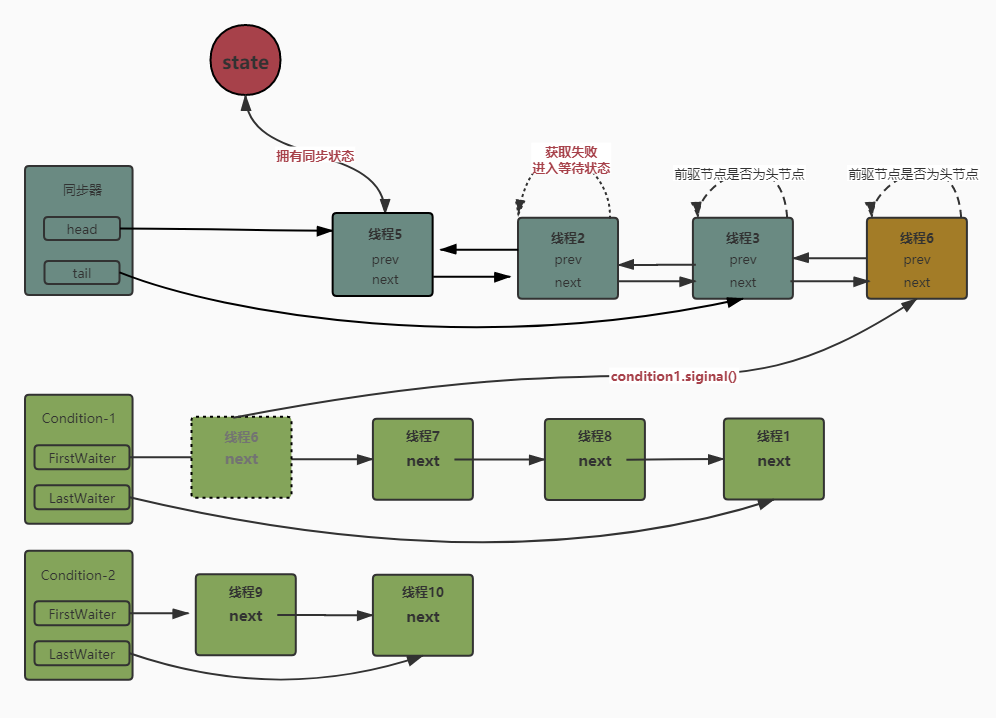 state
拥有同步状态
获取失败
进入等待状态
前驱节点是否为头节点
前驱节点是否为头节点
同步器
head
tail
线程5
prev
next
线程2
prev
next
线程3
prev
next
线程6
prev
next
condition1.siginal()
Condition-1
FirstWaiter
LastWaiter
线程6
next
线程7
next
线程8
next
线程1
next
Condition-2
FirstWaiter
LastWaiter
线程9
next
线程10
next